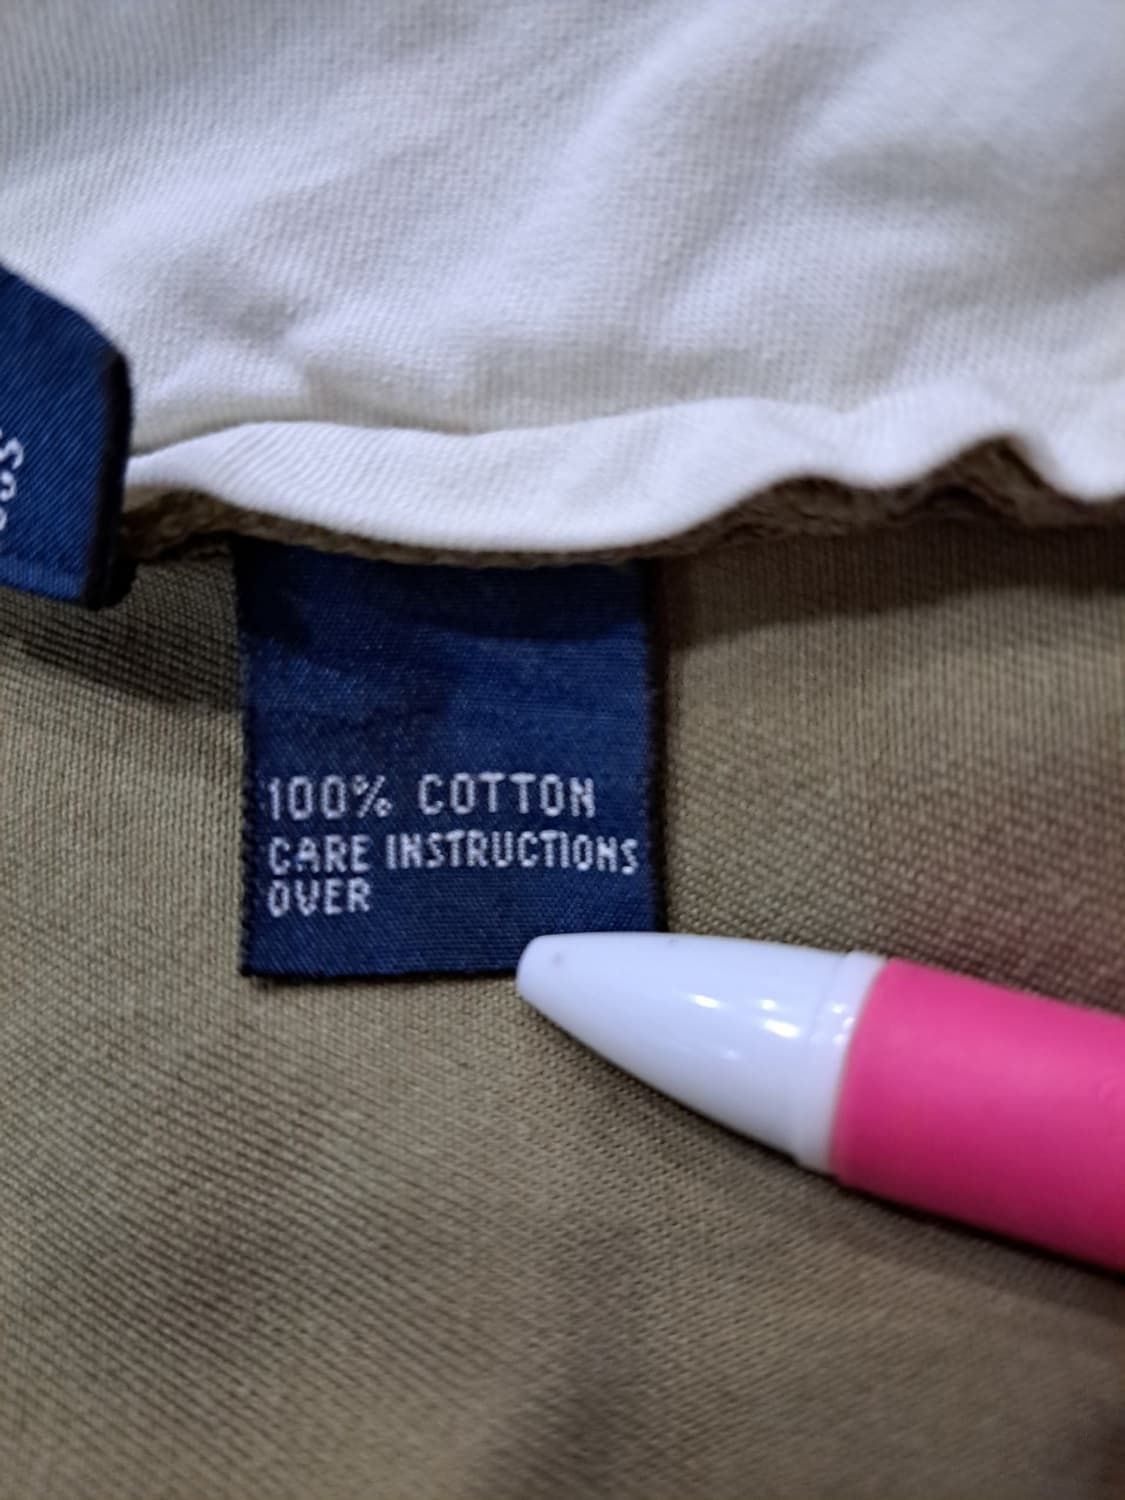 100% COTTON
CARE INSTRUCTIONS
OVER